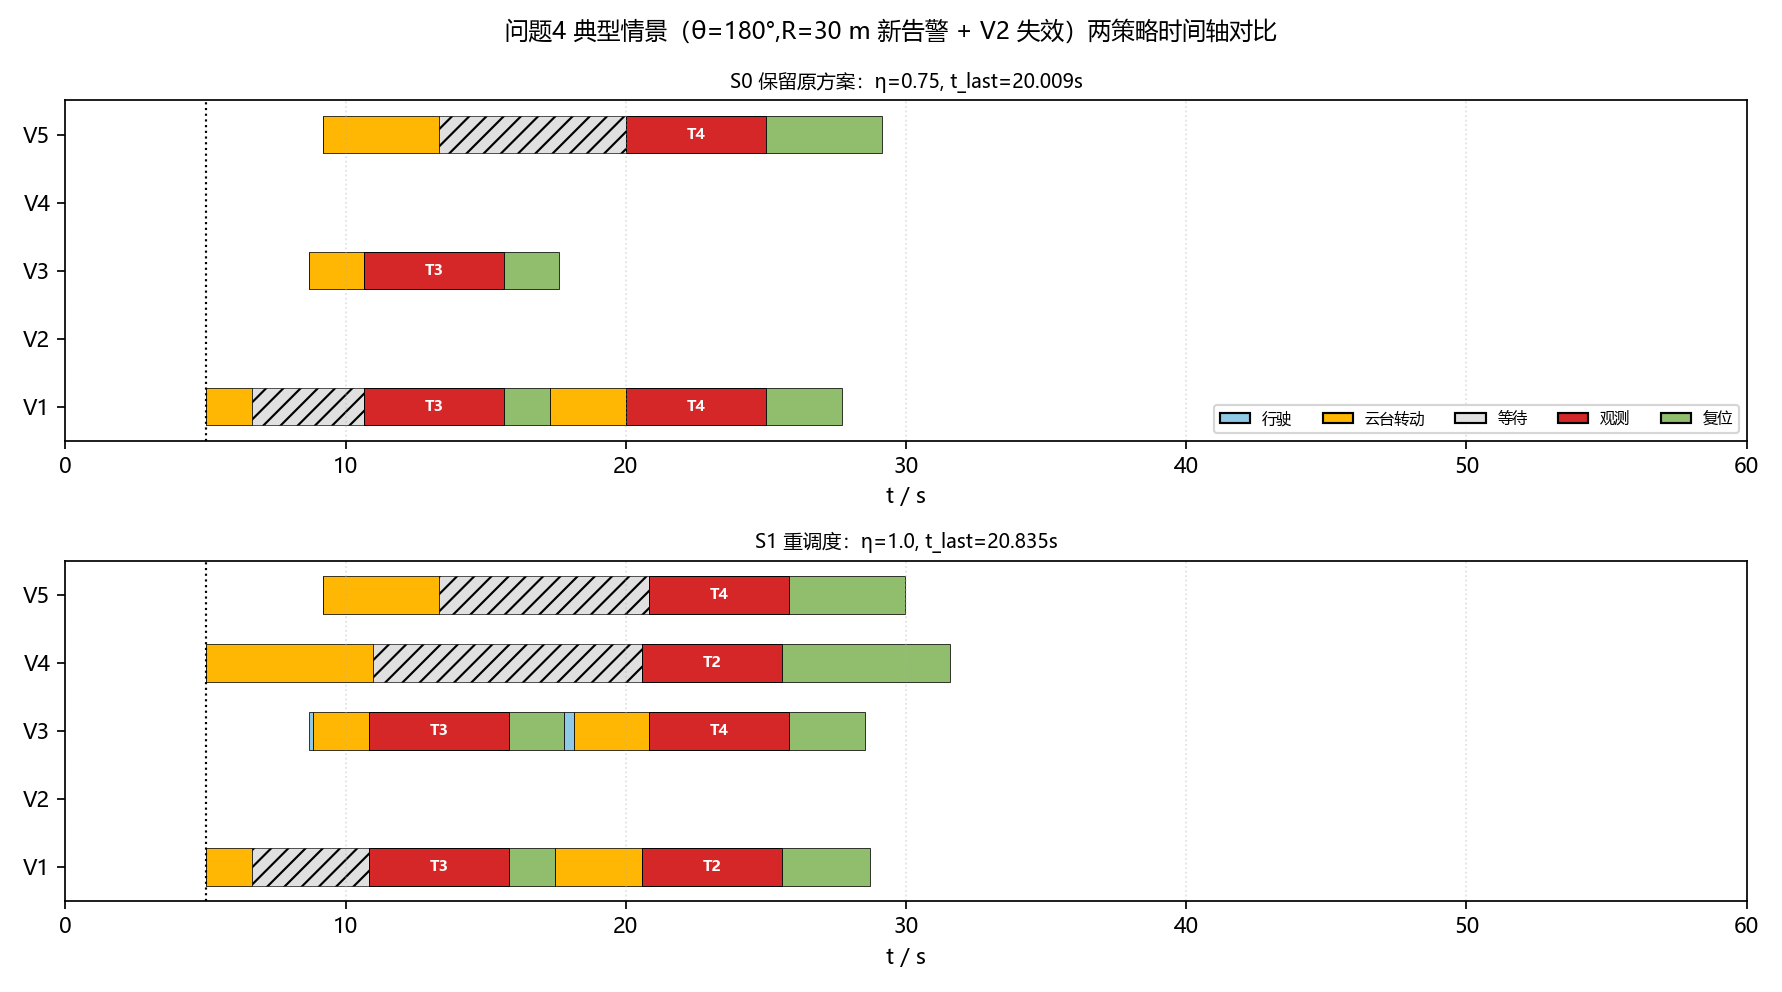 问题4 典型情景（θ=180°,R=30 m 新告警 + V2 失效）两策略时间轴对比
S0 保留原方案：η=0.75, t_last=20.009s
V5
T4
V4
V3
T3
V2
V1
T3
T4
行驶
云台转动
等待
观测
复位
0
10
20
30
40
50
60
t / s
S1 重调度：η=1.0, t_last=20.835s
V5
T4
V4
T2
V3
T3
T4
V2
V1
T3
T2
0
10
20
30
40
50
60
t / s